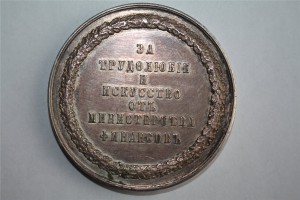 ЗА
ТРУДОЛЮБІЕ
И
ИСКУССТВО
ОТЪ
МИНИСТЕРСТВА
ФИНАНСОВЪ